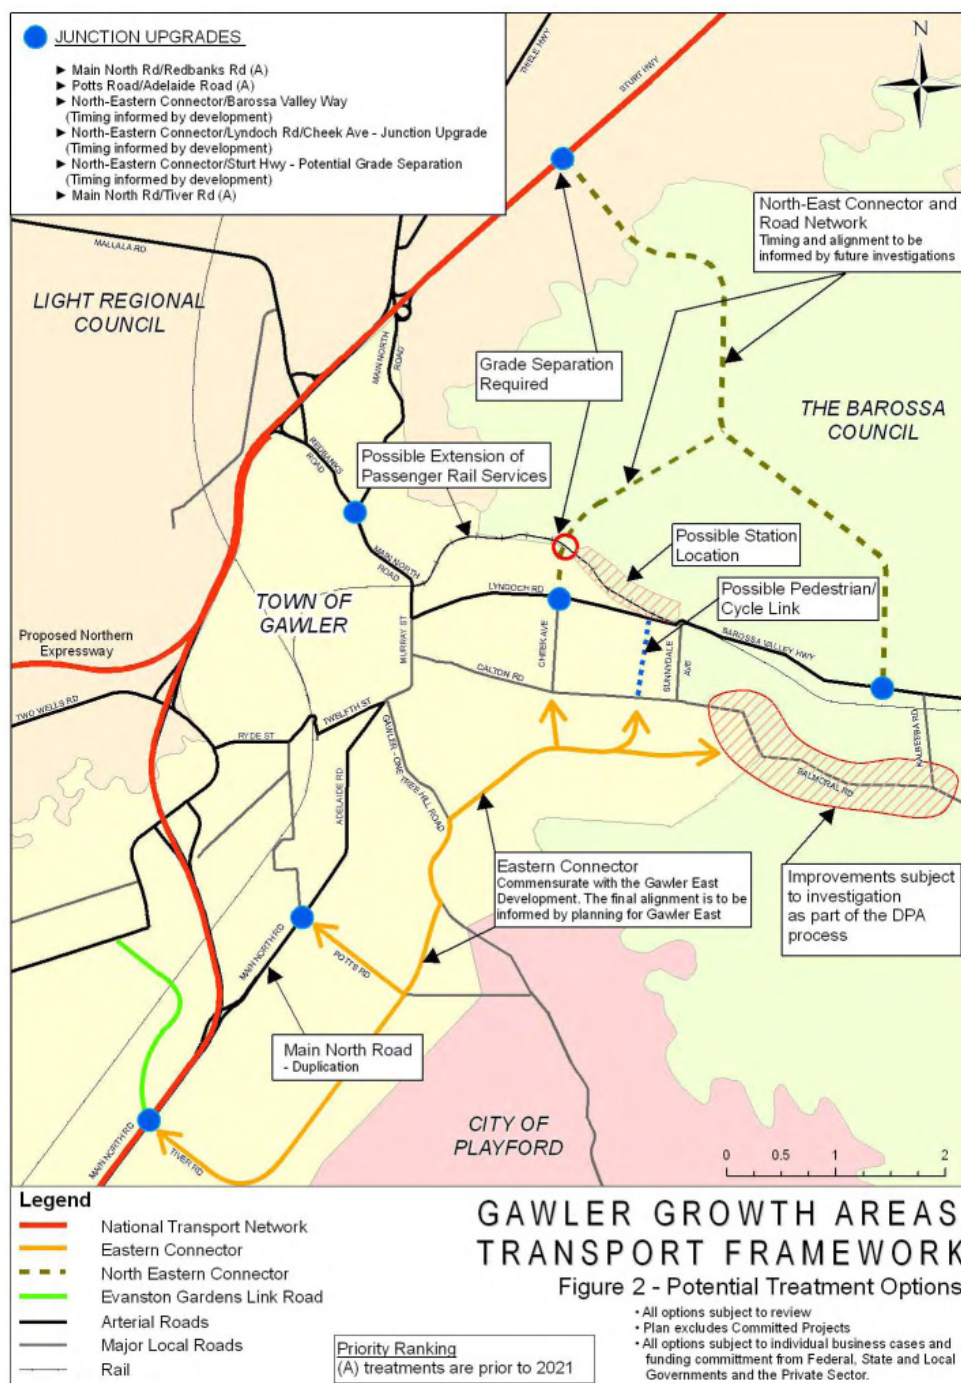 JUNCTION UPGRADES
► Main North Rd/Redbanks Rd (A)
► Potts Road/Adelaide Road (A)
► North-Eastern Connector/Barossa Valley Way
(Timing informed by development)
► North-Eastern Connector/Lyndoch Rd/Cheek Ave - Junction Upgrade
(Timing informed by development)
► North-Eastern Connector/Sturt Hwy - Potential Grade Separation
(Timing informed by development)
► Main North Rd/Tiver Rd (A)
THIELE HWY
STURT HWY
N
MALLALA RD
LIGHT REGIONAL
COUNCIL
MAIN NORTH
ROAD
North-East Connector and
Road Network
Timing and alignment to be
informed by future investigations
Grade Separation
Required
THE BAROSSA
COUNCIL
REDBANKS
ROAD
Possible Extension of
Passenger Rail Services
MAIN NORTH
ROAD
Possible Station
Location
TOWN OF
GAWLER
LYNDOCH RD
Possible Pedestrian/
Cycle Link
Proposed Northern
Expressway
MURRAY ST
CHEEK AVE
CALTON RD
SUNNYDALE
AVE
BAROSSA VALLEY HWY
TWO WELLS RD
TWELFTH ST
RYDE ST
KALBEEBA RD
ADELAIDE RD
GAWLER - ONE TREE HILL ROAD
BALMORAL RD
Eastern Connector
Commensurate with the Gawler East
Development. The final alignment is to be
informed by planning for Gawler East
Improvements subject
to investigation
as part of the DPA
process
MAIN NORTH RD
POTTS RD
Main North Road
- Duplication
MAIN NORTH RD
TIVER RD
CITY OF
PLAYFORD
0 0.5 1 2
Legend
National Transport Network
Eastern Connector
North Eastern Connector
Evanston Gardens Link Road
Arterial Roads
Major Local Roads
Rail
Priority Ranking
(A) treatments are prior to 2021
GAWLER GROWTH AREAS
TRANSPORT FRAMEWORK
Figure 2 - Potential Treatment Options
• All options subject to review
• Plan excludes Committed Projects
• All options subject to individual business cases and
funding committment from Federal, State and Local
Governments and the Private Sector.